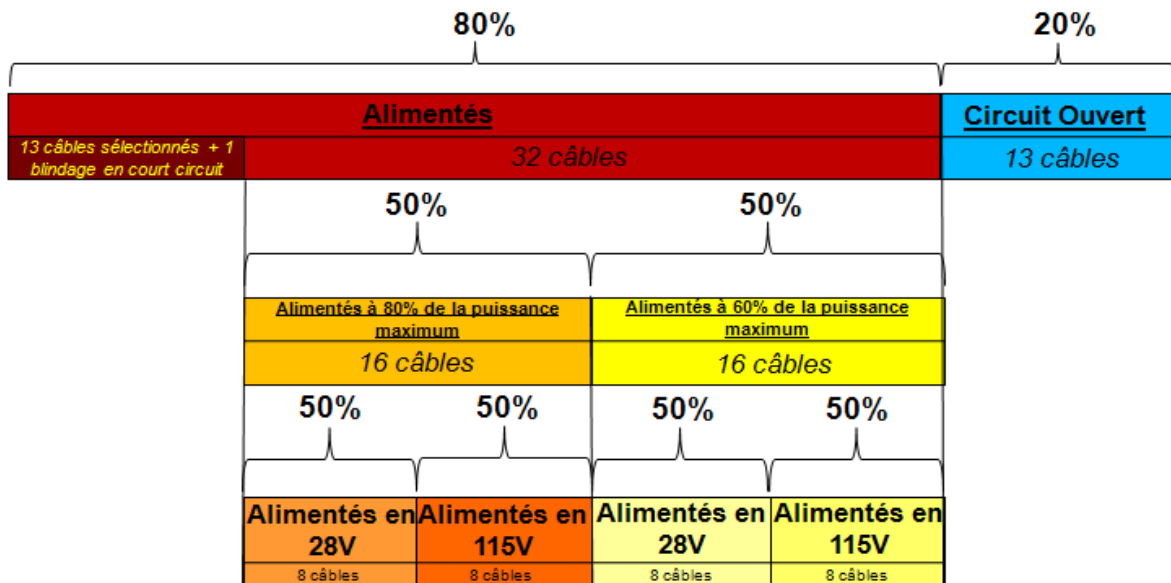 80%
20%
Alimentés
Circuit Ouvert
13 câbles sélectionnés + 1
blindage en court circuit
32 câbles
13 câbles
50%
50%
Alimentés à 80% de la puissance
maximum
Alimentés à 60% de la puissance
maximum
16 câbles
16 câbles
50%
50%
50%
50%
Alimentés en
28V
Alimentés en
115V
Alimentés en
28V
Alimentés en
115V
8 câbles
8 câbles
8 câbles
8 câbles